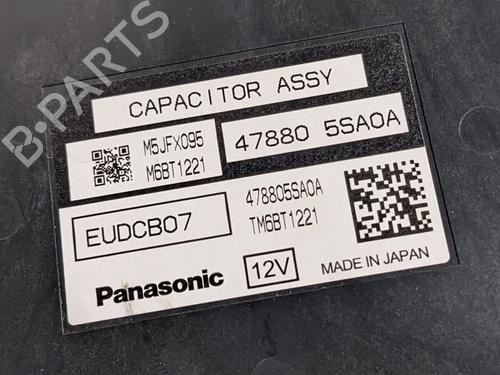 B-PARTS
CAPACITOR ASSY
M5JFX095
M6BT1221
47880 5SA0A
EUDCB07
478805SA0A
TM6BT1221
Panasonic
12V
MADE IN JAPAN